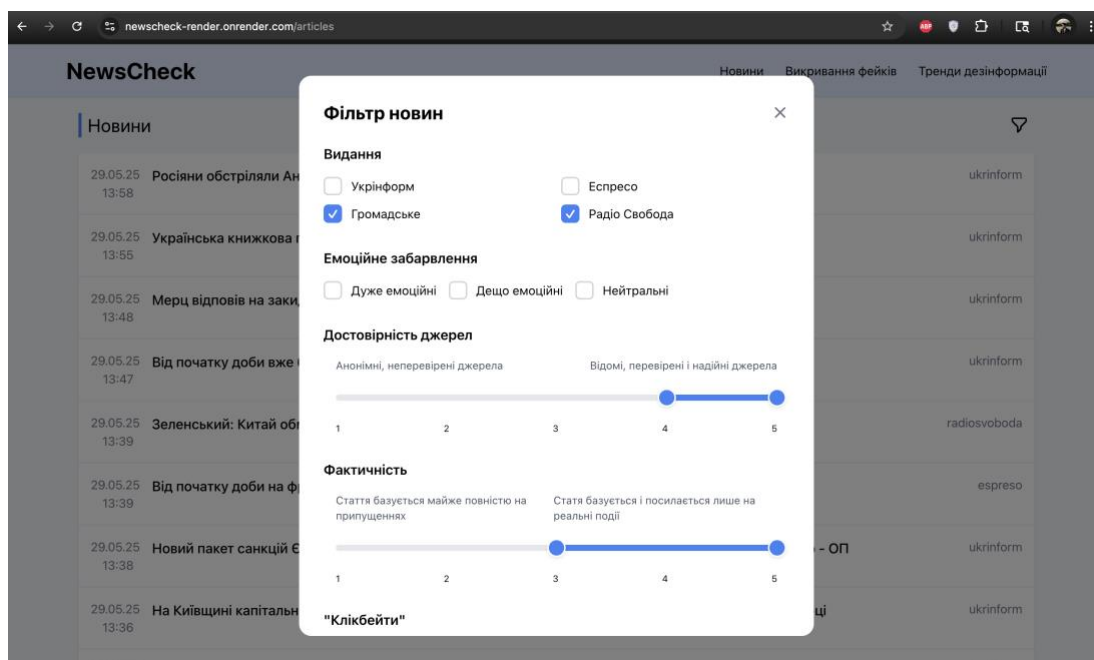 newscheck-render.onrender.com/articles
NewsCheck
Новини Викривання фейків Тренди дезінформації
Новини
Фільтр новин
Видання
Укрінформ Еспресо
Громадське Радіо Свобода
Емоційне забарвлення
Дуже емоційні Дещо емоційні Нейтральні
Достовірність джерел
Анонімні, неперевірені джерела Відомі, перевірені і надійні джерела
1 2 3 4 5
Фактичність
Стаття базується майже повністю на Статя базується і посилається лише на
припущеннях реальні події
1 2 3 4 5
"Клікбейти"
29.05.25 Росіяни обстріляли Ан ukrinform
13:58
29.05.25 Українська книжкова ukrinform
13:55
29.05.25 Мерц відповів на заки ukrinform
13:48
29.05.25 Від початку доби вже ukrinform
13:47
29.05.25 Зеленський: Китай radiosvoboda
13:39
29.05.25 Від початку доби на espreso
13:39
29.05.25 Новий пакет санкцій Є - ОП ukrinform
13:38
29.05.25 На Київщині капітальн ці ukrinform
13:36